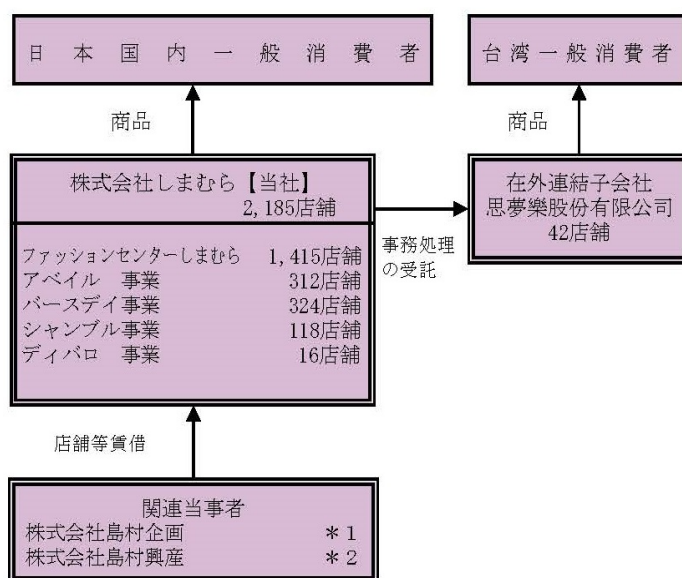 日本国内一般消費者
台湾一般消費者
商品
商品
株式会社しまむら【当社】
2,185店舗
在外連結子会社
思夢樂股份有限公司
42店舗
事務処理
の受託
ファッションセンターしまむら 1,415店舗
アベイル 事業 312店舗
バースデイ事業 324店舗
シャンブル事業 118店舗
ディバロ 事業 16店舗
店舗等賃借
関連当事者
株式会社島村企画 *1
株式会社島村興産 *2